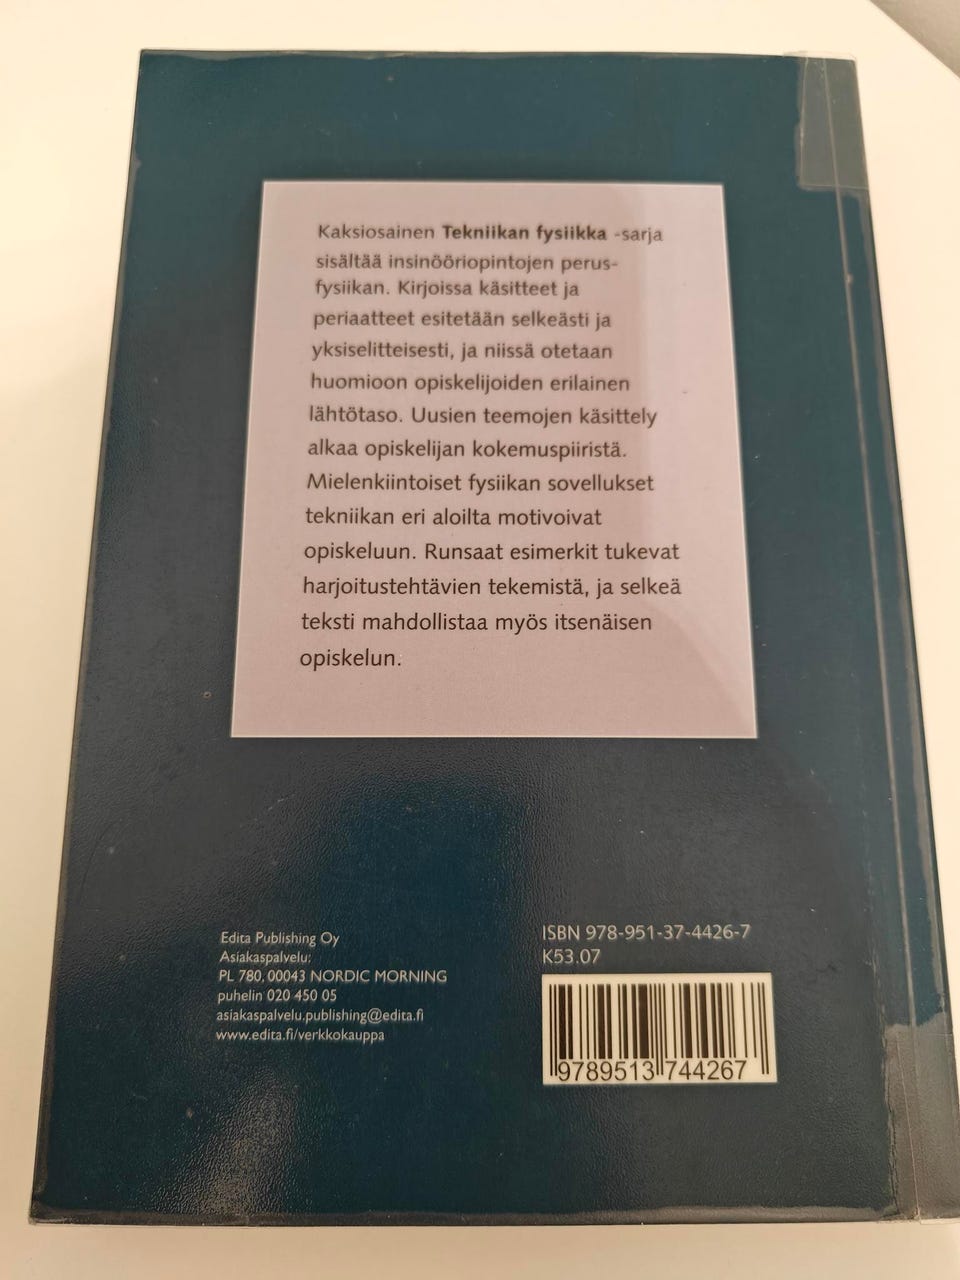 Kaksiosainen Tekniikan fysiikka -sarja
sisältää insinööriopintojen perus-
fysiikan. Kirjoissa käsitteet ja
periaatteet esitetään selkeästi ja
yksiselitteisesti, ja niissä otetaan
huomioon opiskelijoiden erilainen
lähtötaso. Uusien teemojen käsittely
alkaa opiskelijan kokemuspiiristä.
Mielenkiintoiset fysiikan sovellukset
tekniikan eri aloilta motivoivat
opiskeluun. Runsaat esimerkit tukevat
harjoitustehtävien tekemistä, ja selkeä
teksti mahdollistaa myös itsenäisen
opiskelun.
Edita Publishing Oy
Asiakaspalvelu:
PL 780, 00043 NORDIC MORNING
puhelin 020 450 05
asiakaspalvelu.publishing@edita.fi
www.edita.fi/verkkokauppa
ISBN 978-951-37-4426-7
K53.07
9789513744267